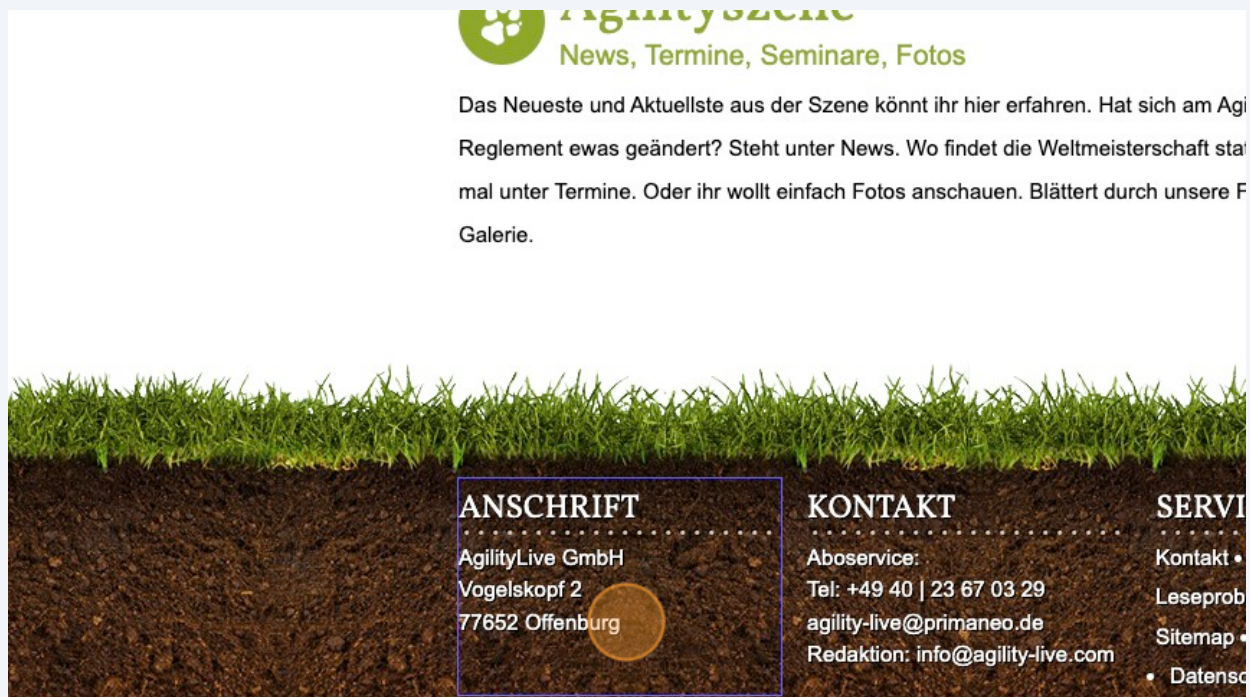 Agilityszene
News, Termine, Seminare, Fotos
Das Neueste und Aktuellste aus der Szene könnt ihr hier erfahren. Hat sich am Agi
Reglement ewas geändert? Steht unter News. Wo findet die Weltmeisterschaft sta
mal unter Termine. Oder ihr wollt einfach Fotos anschauen. Blättert durch unsere F
Galerie.
ANSCHRIFT
AgilityLive GmbH
Vogelskopf 2
77652 Offenburg
KONTAKT
Aboservice:
Tel: +49 40 | 23 67 03 29
agility-live@primaneo.de
Redaktion: info@agility-live.com
SERVI
Kontakt •
Leseprob
Sitemap •
• Datensc